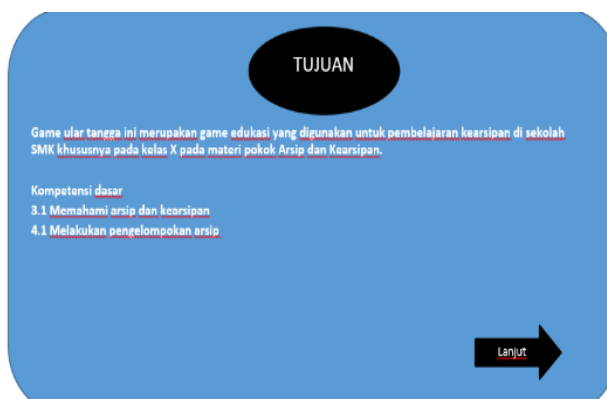 TUJUAN
Game ular tangga ini merupakan game edukasi yang digunakan untuk pembelajaran kearsipan di sekolah
SMK khususnya pada kelas X pada materi pokok Arsip dan Kearsipan.
Kompetensi dasar
3.1 Memahami arsip dan kearsipan
4.1 Melakukan pengelompokan arsip
Lanjut